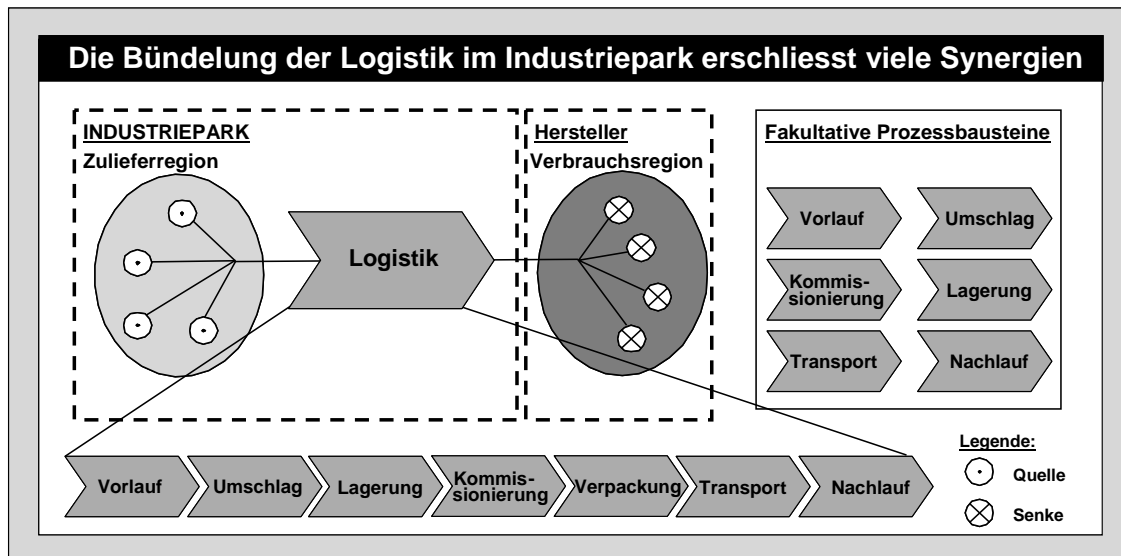 Die Bündelung der Logistik im Industriepark erschliesst viele Synergien
INDUSTRIEPARK
Zulieferregion
Hersteller
Verbrauchsregion
Logistik
Fakultative Prozessbausteine
Vorlauf
Umschlag
Kommis-
sionierung
Lagerung
Transport
Nachlauf
Vorlauf
Umschlag
Lagerung
Kommis-
sionierung
Verpackung
Transport
Nachlauf
Legende:
Quelle
Senke